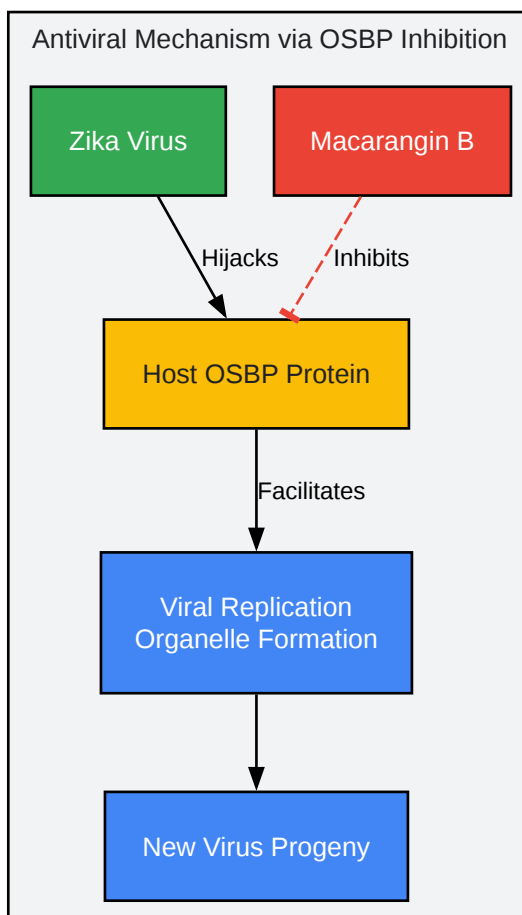 Antiviral Mechanism via OSBP Inhibition
Zika Virus
Macarangin B
Hijacks
Inhibits
Host OSBP Protein
Facilitates
Viral Replication
Organelle Formation
New Virus Progeny